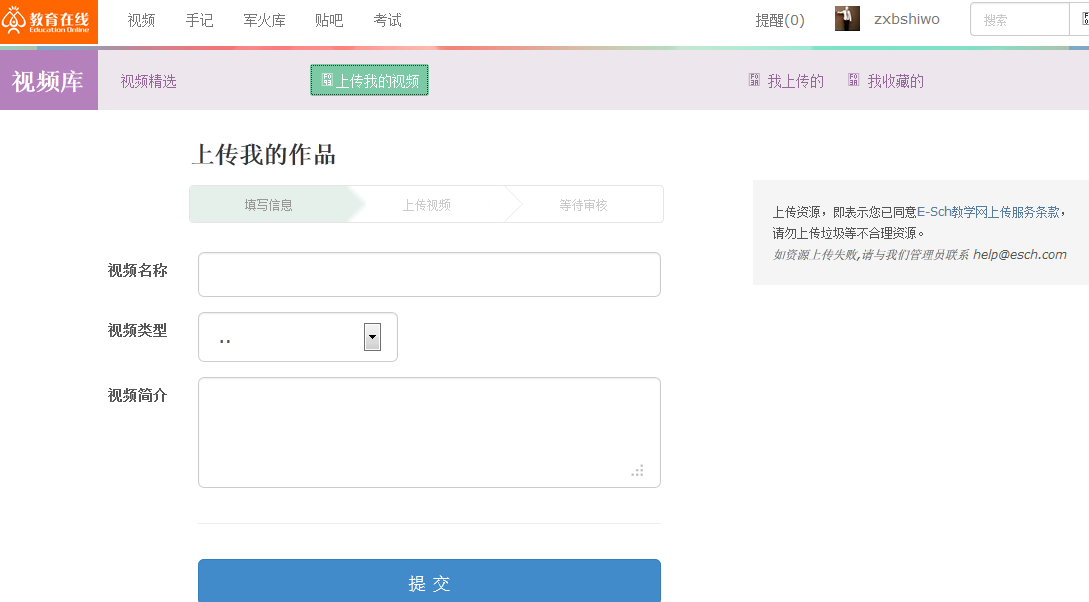 教育在线
Education Online
视频 手记 军火库 贴吧 考试
提醒(0) zxbshiwo 搜索
视频库 视频精选 上传我的视频 我上传的 我收藏的
上传我的作品
填写信息 上传视频 等待审核
上传资源，即表示您已同意E-Sch教学网上传服务条款，
请勿上传垃圾等不合理资源。
如资源上传失败,请与我们管理员联系 help@esch.com
视频名称
视频类型 ..
视频简介
提 交